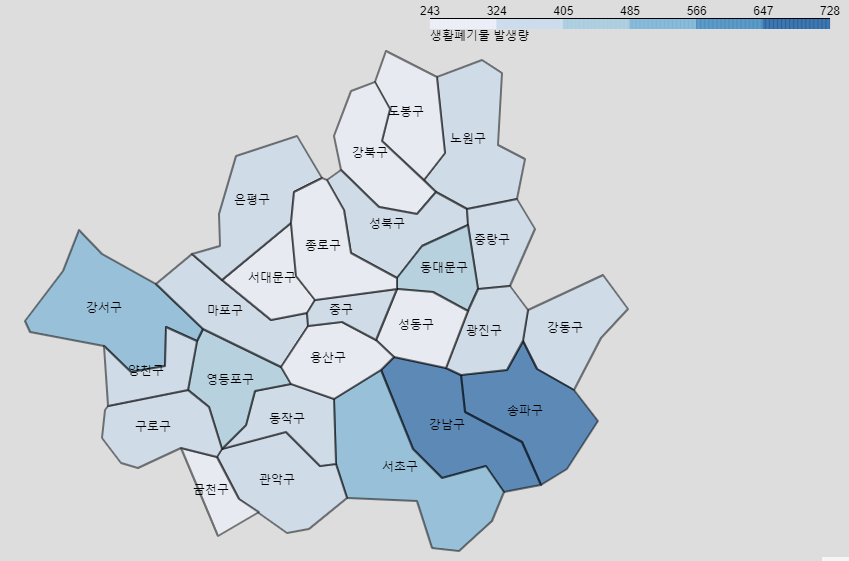 243 324 405 485 566 647 728
생활폐기물 발생량
도봉구
노원구
강북구
은평구
성북구
중랑구
종로구
동대문구
서대문구
강서구
마포구
중구
성동구
광진구
강동구
용산구
양천구
영등포구
송파구
동작구
강남구
구로구
서초구
관악구
금천구